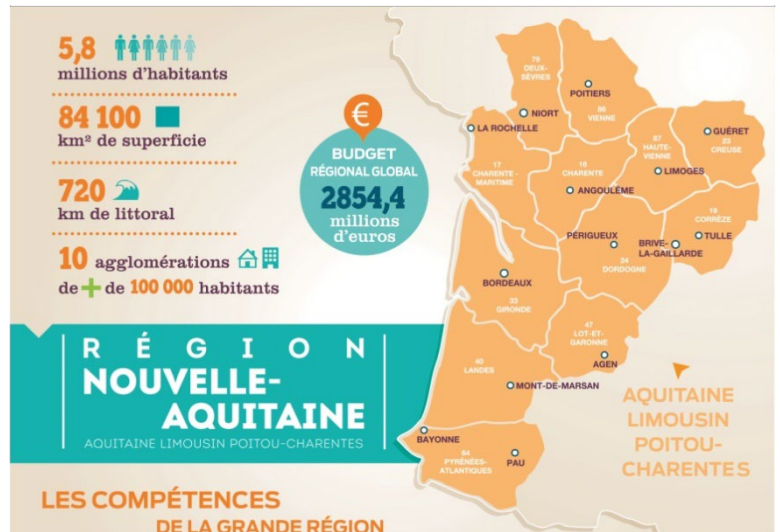 5,8
millions d'habitants
84 100
km² de superficie
720
km de littoral
10 agglomérations
de + de 100 000 habitants
€
BUDGET
RÉGIONAL GLOBAL
2854,4
millions
d'euros
RÉGION
NOUVELLE-
AQUITAINE
AQUITAINE LIMOUSIN POITOU-CHARENTES
79
DEUX-
SÈVRES
POITIERS
86
VIENNE
NIORT
LA ROCHELLE
GUÉRET
23
CREUSE
87
HAUTE-
VIENNE
LIMOGES
17
CHARENTE-
MARITIME
16
CHARENTE
ANGOULÊME
19
CORRÈZE
TULLE
PÉRIGUEUX
BRIVE-
LA-GAILLARDE
24
DORDOGNE
BORDEAUX
33
GIRONDE
47
LOT-ET-
GARONNE
AGEN
40
LANDES
MONT-DE-MARSAN
BAYONNE
64
PYRÉNÉES-
ATLANTIQUES
PAU
AQUITAINE
LIMOUSIN
POITOU-
CHARENTES
LES COMPÉTENCES
DE LA GRANDE RÉGION